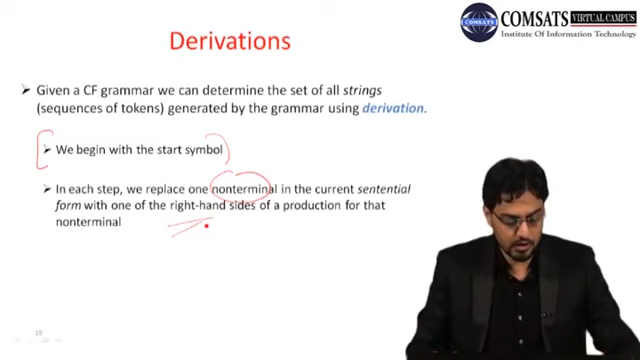 COMSATS VIRTUAL CAMPUS
Institute Of Information Technology
Derivations
➤ Given a CF grammar we can determine the set of all strings
(sequences of tokens) generated by the grammar using derivation.
➤ We begin with the start symbol
➤ In each step, we replace one nonterminal in the current sentential
form with one of the right-hand sides of a production for that
nonterminal
19